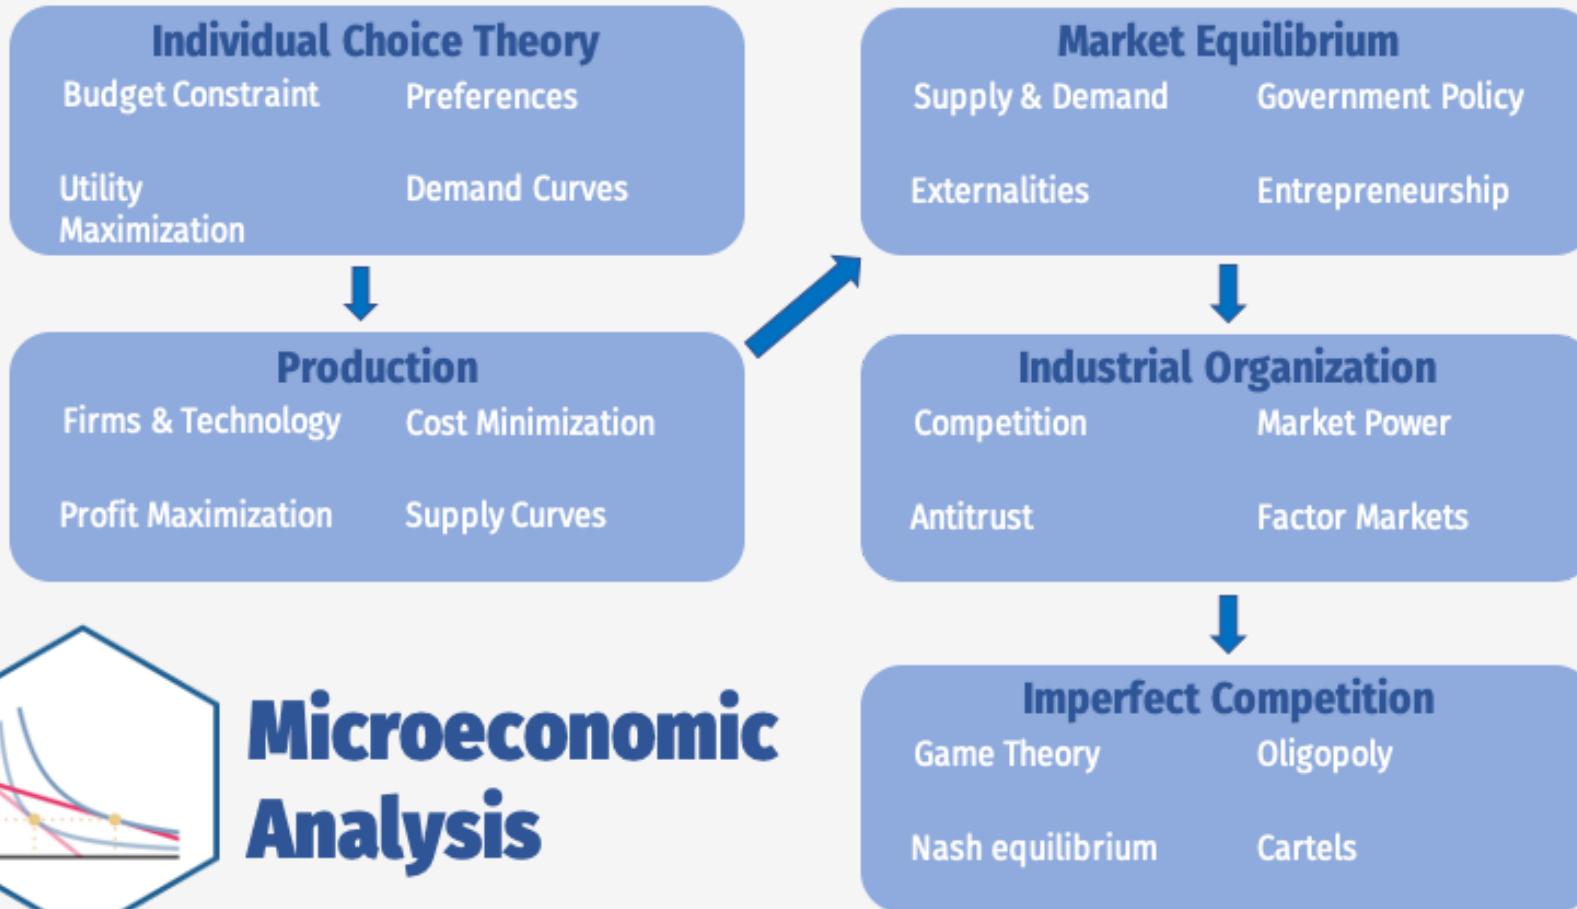 Individual Choice Theory
Budget Constraint
Preferences
Utility
Maximization
Demand Curves
Production
Firms & Technology
Cost Minimization
Profit Maximization
Supply Curves
Market Equilibrium
Supply & Demand
Government Policy
Externalities
Entrepreneurship
Industrial Organization
Competition
Market Power
Antitrust
Factor Markets
Imperfect Competition
Game Theory
Oligopoly
Nash equilibrium
Cartels
Microeconomic
Analysis